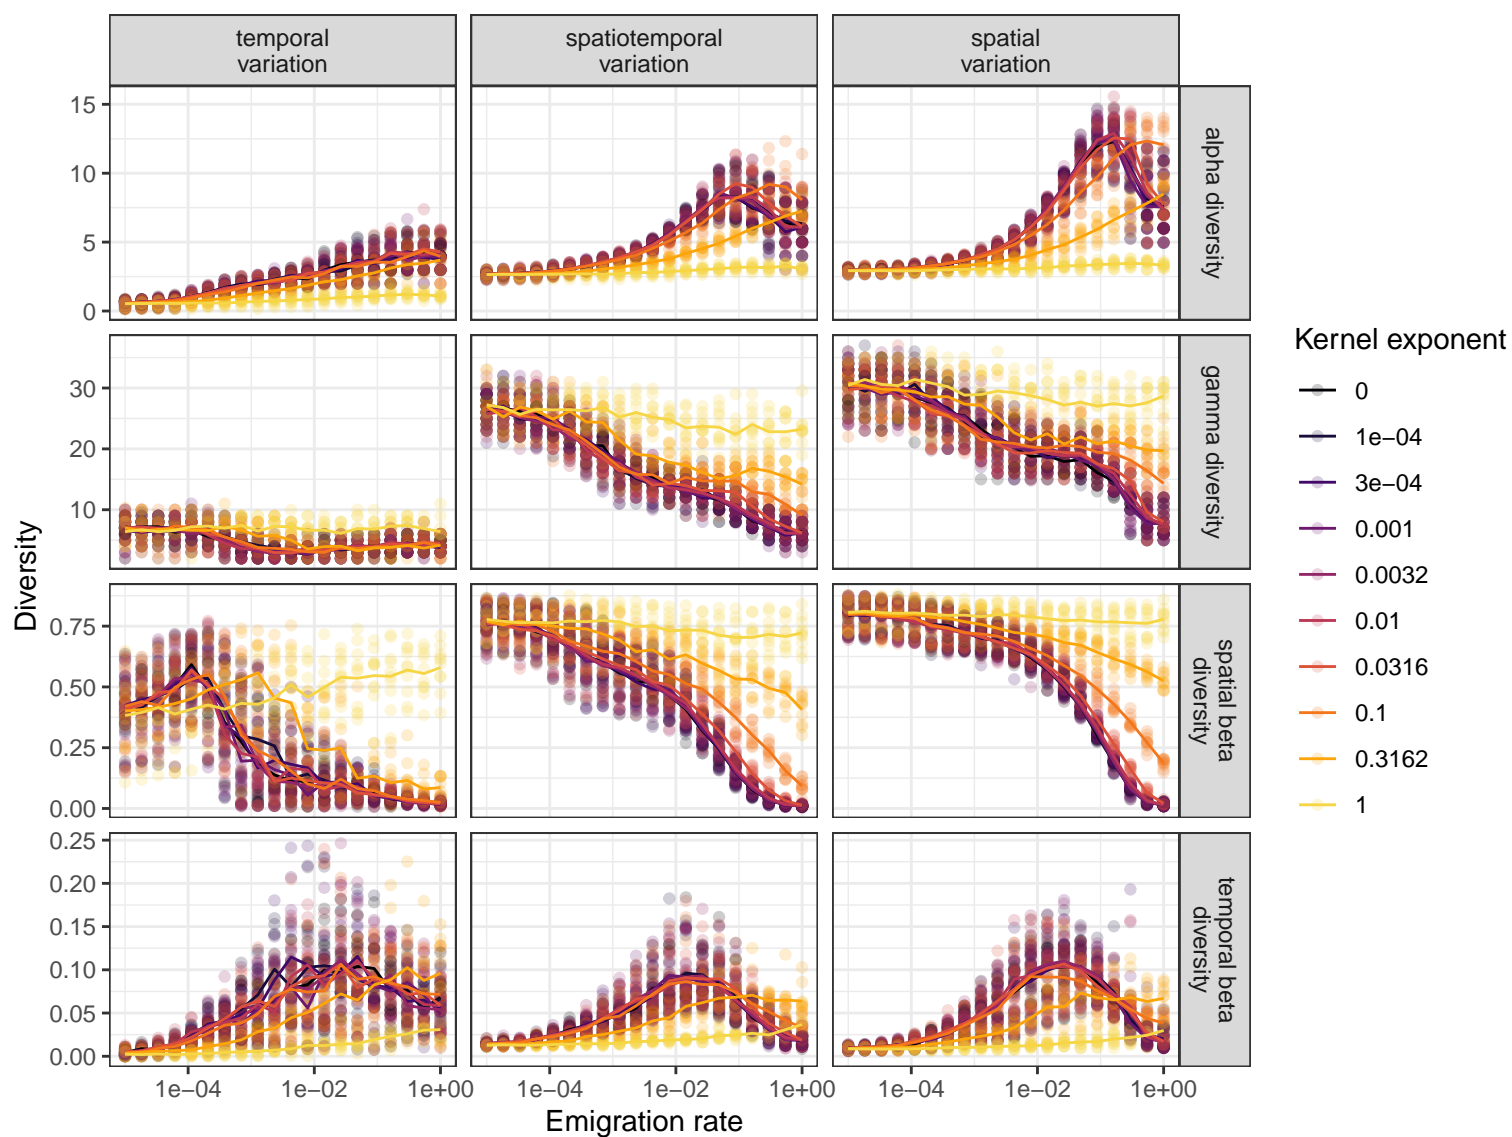 temporal
variation
spatiotemporal
variation
spatial
variation
15
10
5
0
alpha diversity
30
20
10
gamma diversity
0.75
0.50
0.25
0.00
spatial beta
diversity
0.25
0.20
0.15
0.10
0.05
0.00
temporal beta
diversity
1e−04
1e−02
1e+00
1e−04
1e−02
1e+00
1e−04
1e−02
1e+00
Emigration rate
Diversity
Kernel exponent
0
1e−04
3e−04
0.001
0.0032
0.01
0.0316
0.1
0.3162
1